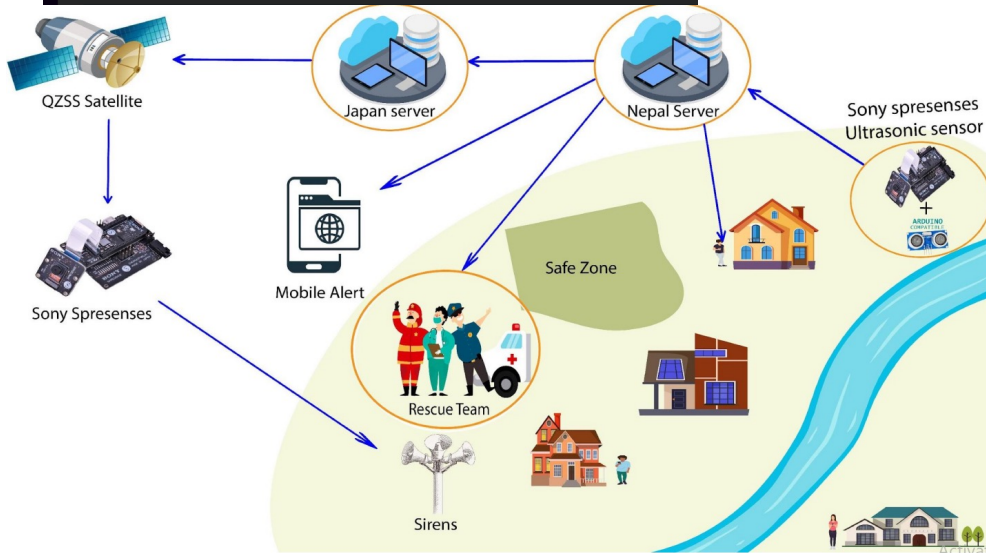 QZSS Satellite
Japan server
Nepal Server
Sony spresenses
Ultrasonic sensor
+
ARDUINO
COMPATIBLE
Sony Spresenses
Mobile Alert
Safe Zone
Rescue Team
Sirens